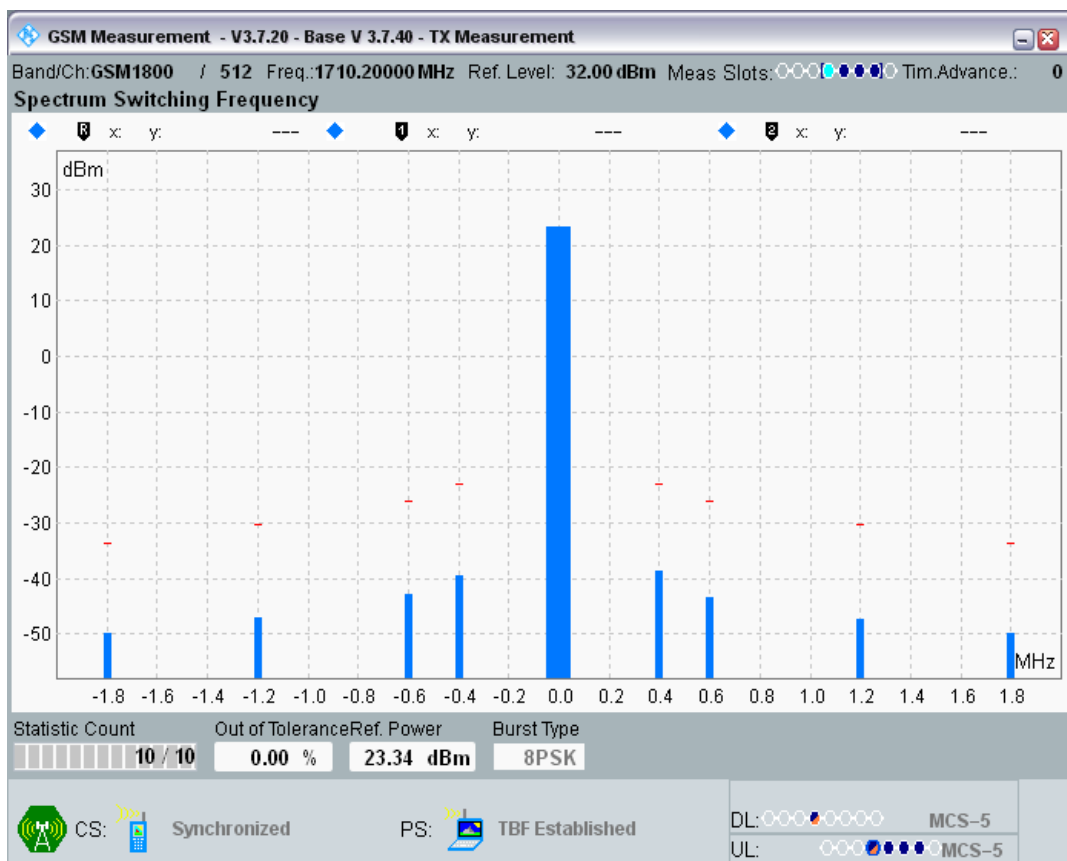 GSM Measurement - V3.7.20 - Base V 3.7.40 - TX Measurement
Band/Ch:GSM1800 / 512 Freq.:1710.20000 MHz Ref. Level: 32.00 dBm Meas Slots: Tim.Advance.: 0
Spectrum Switching Frequency
R x: y: --- 1 x: y: --- 2 x: y: ---
dBm
30
20
10
0
-10
-20
-30
-40
-50
MHz
-1.8 -1.6 -1.4 -1.2 -1.0 -0.8 -0.6 -0.4 -0.2 0.0 0.2 0.4 0.6 0.8 1.0 1.2 1.4 1.6 1.8
Statistic Count Out of Tolerance Ref. Power Burst Type
10 / 10 0.00 % 23.34 dBm 8PSK
CS: Synchronized PS: TBF Established
DL: MCS-5
UL: MCS-5